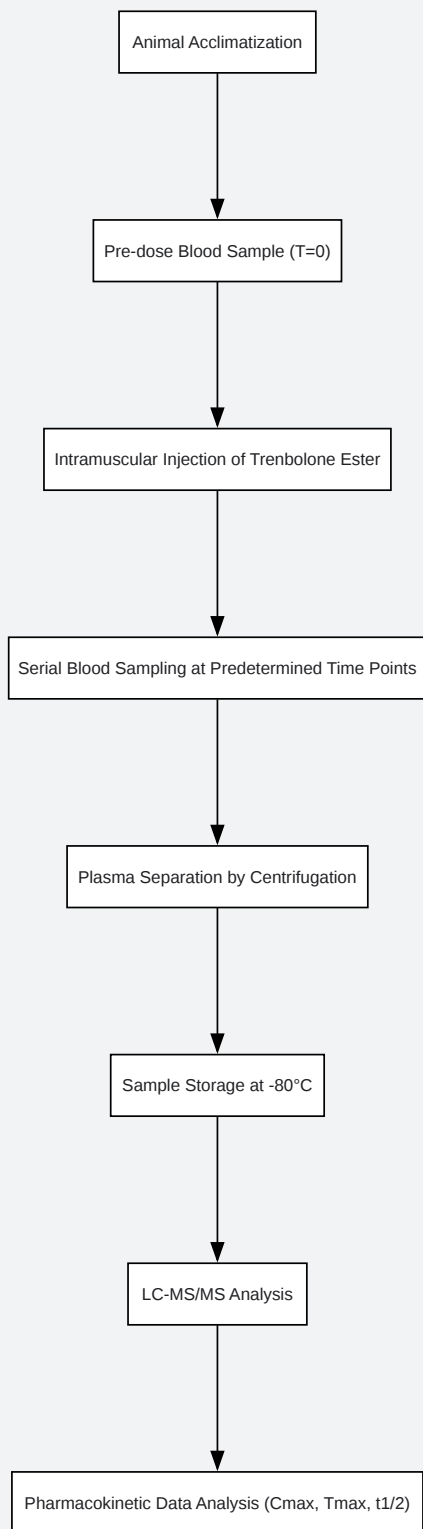 Animal Acclimatization
Pre-dose Blood Sample (T=0)
Intramuscular Injection of Trenbolone Ester
Serial Blood Sampling at Predetermined Time Points
Plasma Separation by Centrifugation
Sample Storage at -80°C
LC-MS/MS Analysis
Pharmacokinetic Data Analysis (Cmax, Tmax, t1/2)